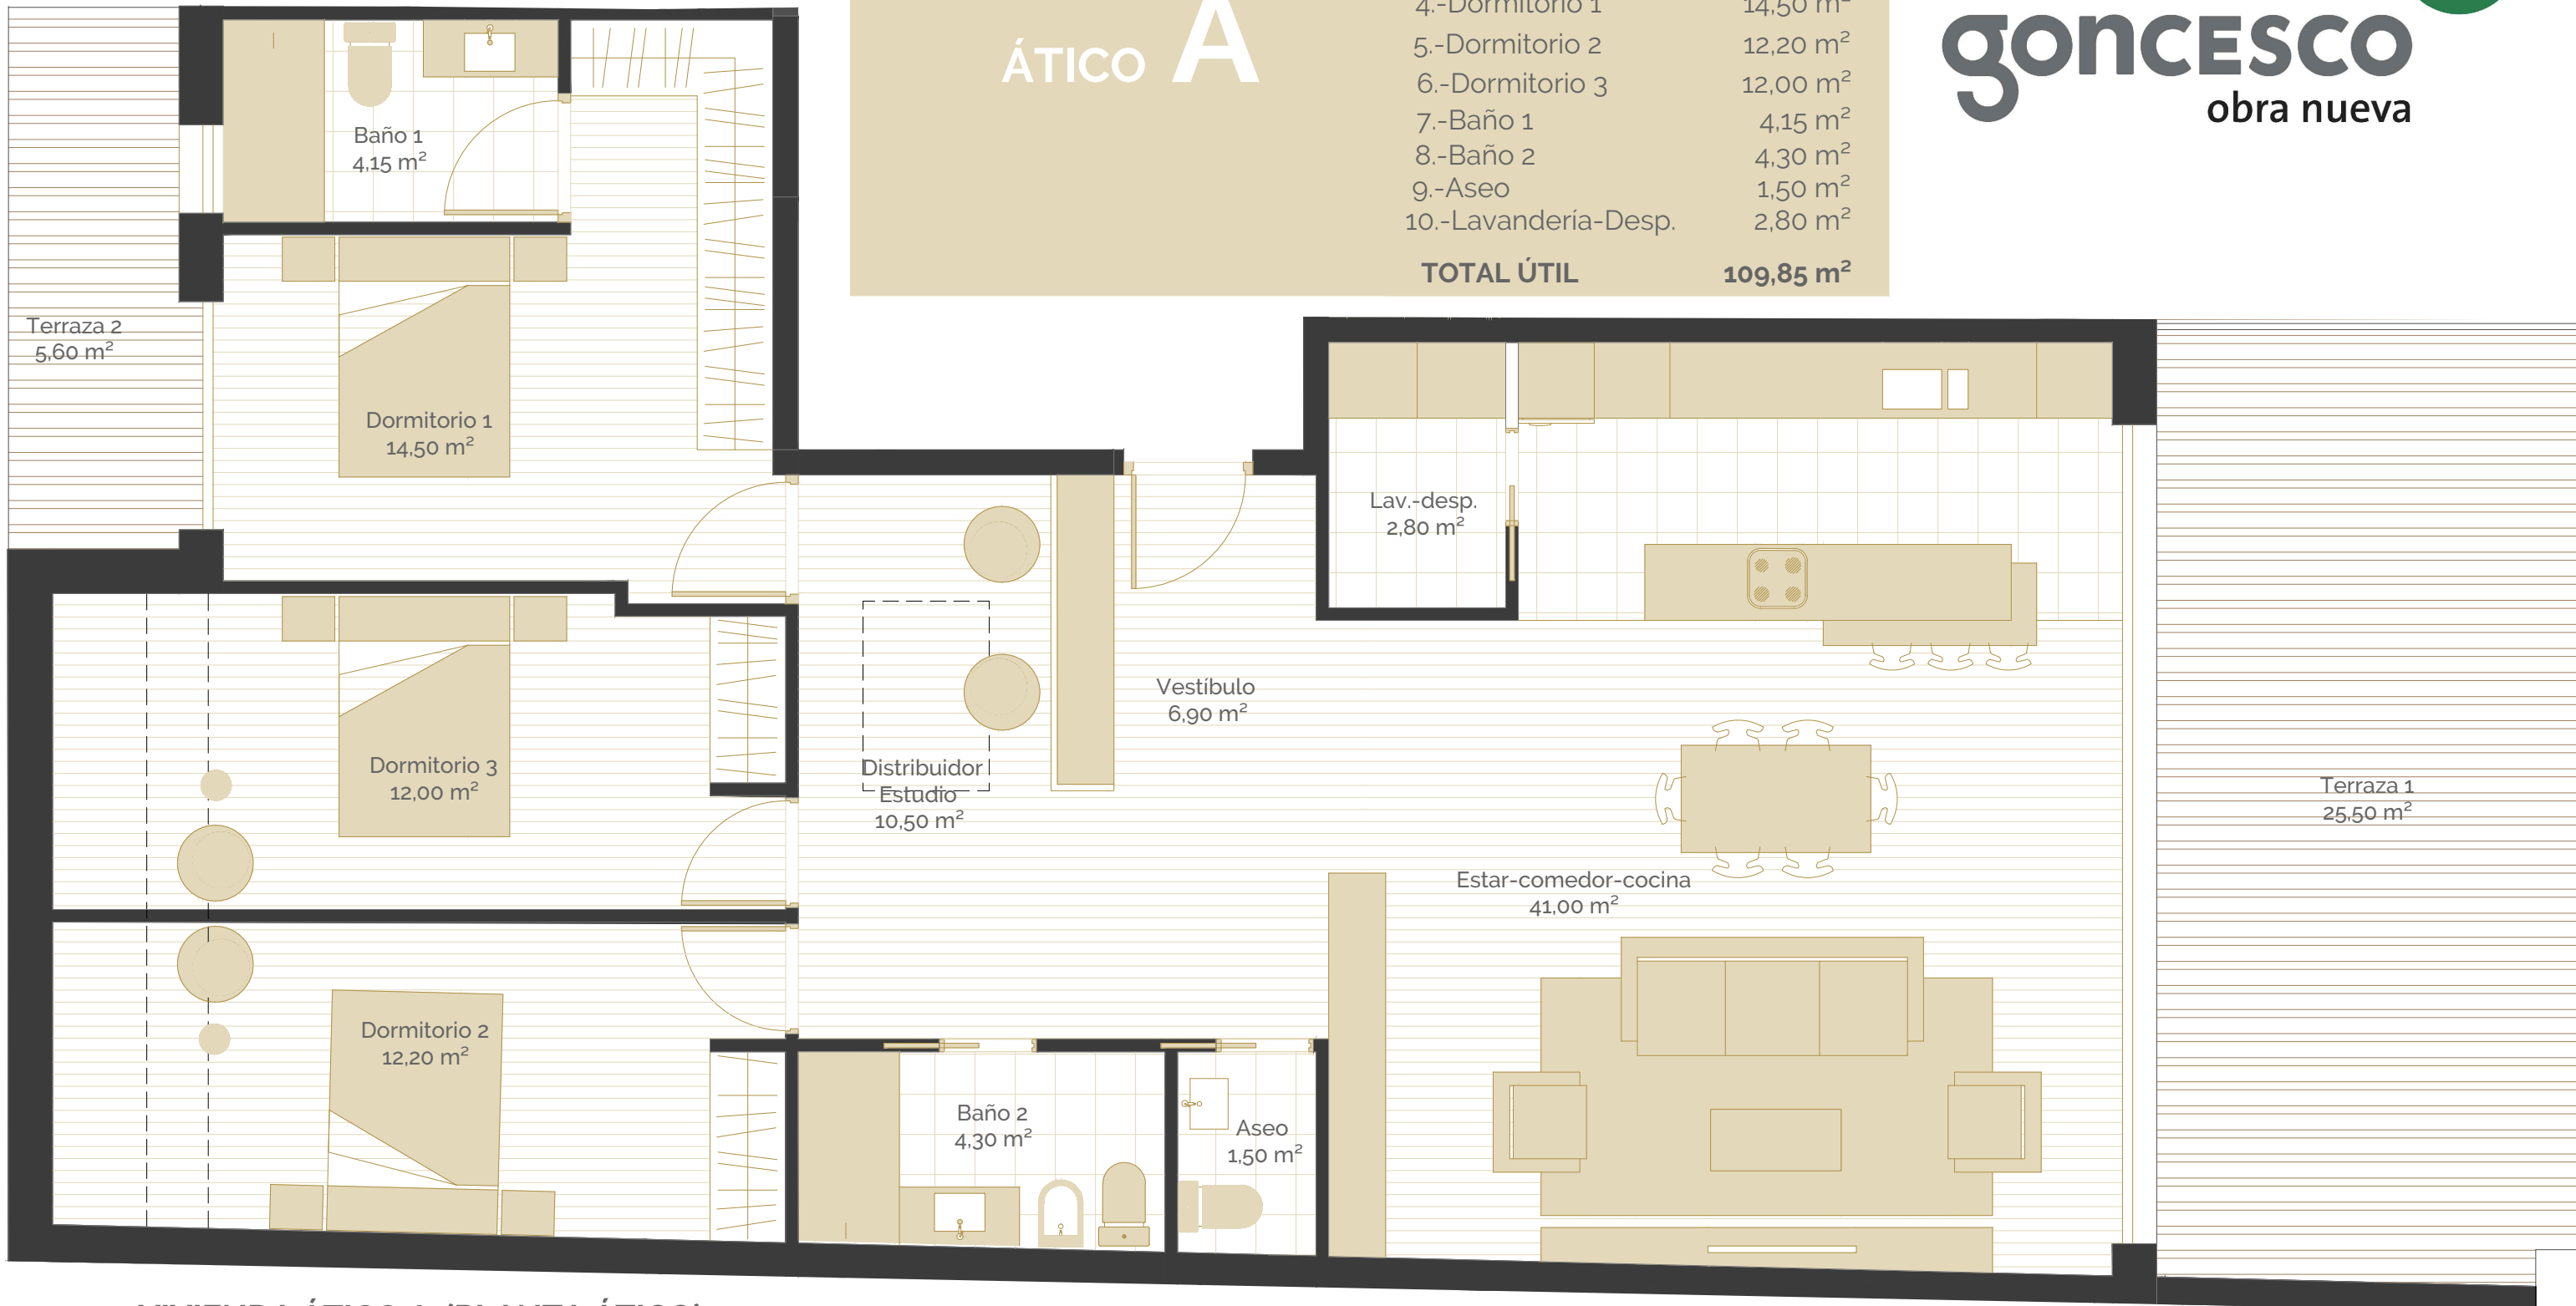 ÁTICO A
4.-Dormitorio 1 14,50 m²
5.-Dormitorio 2 12,20 m²
6.-Dormitorio 3 12,00 m²
7.-Baño 1 4,15 m²
8.-Baño 2 4,30 m²
9.-Aseo 1,50 m²
10.-Lavandería-Desp. 2,80 m²
TOTAL ÚTIL 109,85 m²
goncesco
obra nueva
Baño 1
4,15 m²
Terraza 2
5,60 m²
Dormitorio 1
14,50 m²
Lav.-desp.
2,80 m²
Vestíbulo
6,90 m²
Dormitorio 3
12,00 m²
Distribuidor
Estudio
10,50 m²
Terraza 1
25,50 m²
Estar-comedor-cocina
41,00 m²
Dormitorio 2
12,20 m²
Baño 2
4,30 m²
Aseo
1,50 m²
VIVIENDA ÁTICO A (PLANTA ÁTICO)